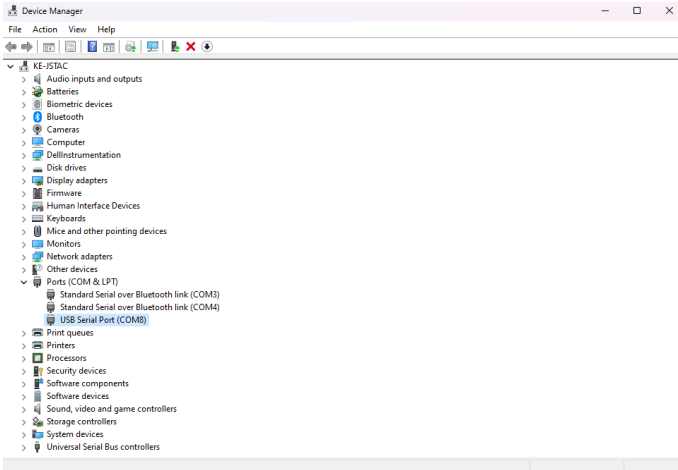 Device Manager
File Action View Help
KE-JSTAC
Audio inputs and outputs
Batteries
Biometric devices
Bluetooth
Cameras
Computer
DellInstrumentation
Disk drives
Display adapters
Firmware
Human Interface Devices
Keyboards
Mice and other pointing devices
Monitors
Network adapters
Other devices
Ports (COM & LPT)
Standard Serial over Bluetooth link (COM3)
Standard Serial over Bluetooth link (COM4)
USB Serial Port (COM8)
Print queues
Printers
Processors
Security devices
Software components
Software devices
Sound, video and game controllers
Storage controllers
System devices
Universal Serial Bus controllers